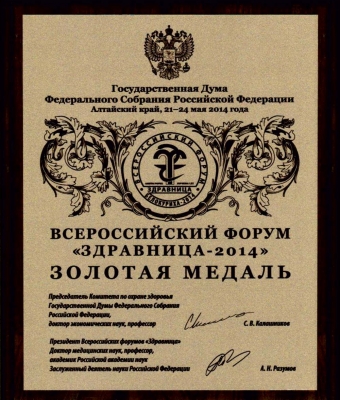 Государственная Дума
Федерального Собрания Российской Федерации
Алтайский край, 21–24 мая 2014 года
ВСЕРОССИЙСКИЙ ФОРУМ
ЗДРАВНИЦА
ВСЕРОССИЙСКИЙ ФОРУМ
«ЗДРАВНИЦА-2014»
ЗОЛОТАЯ МЕДАЛЬ
Председатель Комитета по охране здоровья
Государственной Думы Федерального Собрания
Российской Федерации,
доктор экономических наук, профессор
С. В. Калашников
Президент Всероссийских форумов «Здравница»
Доктор медицинских наук, профессор,
академик Российской академии наук
Заслуженный деятель науки Российской Федерации
А. Н. Разумов